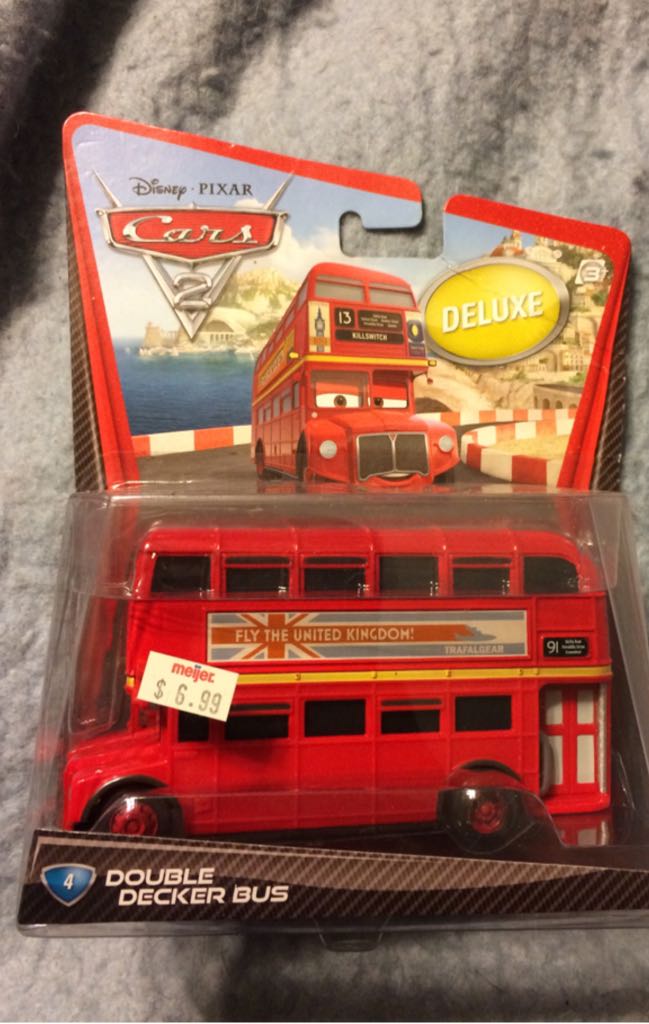 Disney · PIXAR
Cars
2
DELUXE
3+
13
KILLSWITCH
FLY THE UNITED KINGDOM!
TRAFALGEAR
91
meijer
$ 6.99
4
DOUBLE
DECKER BUS